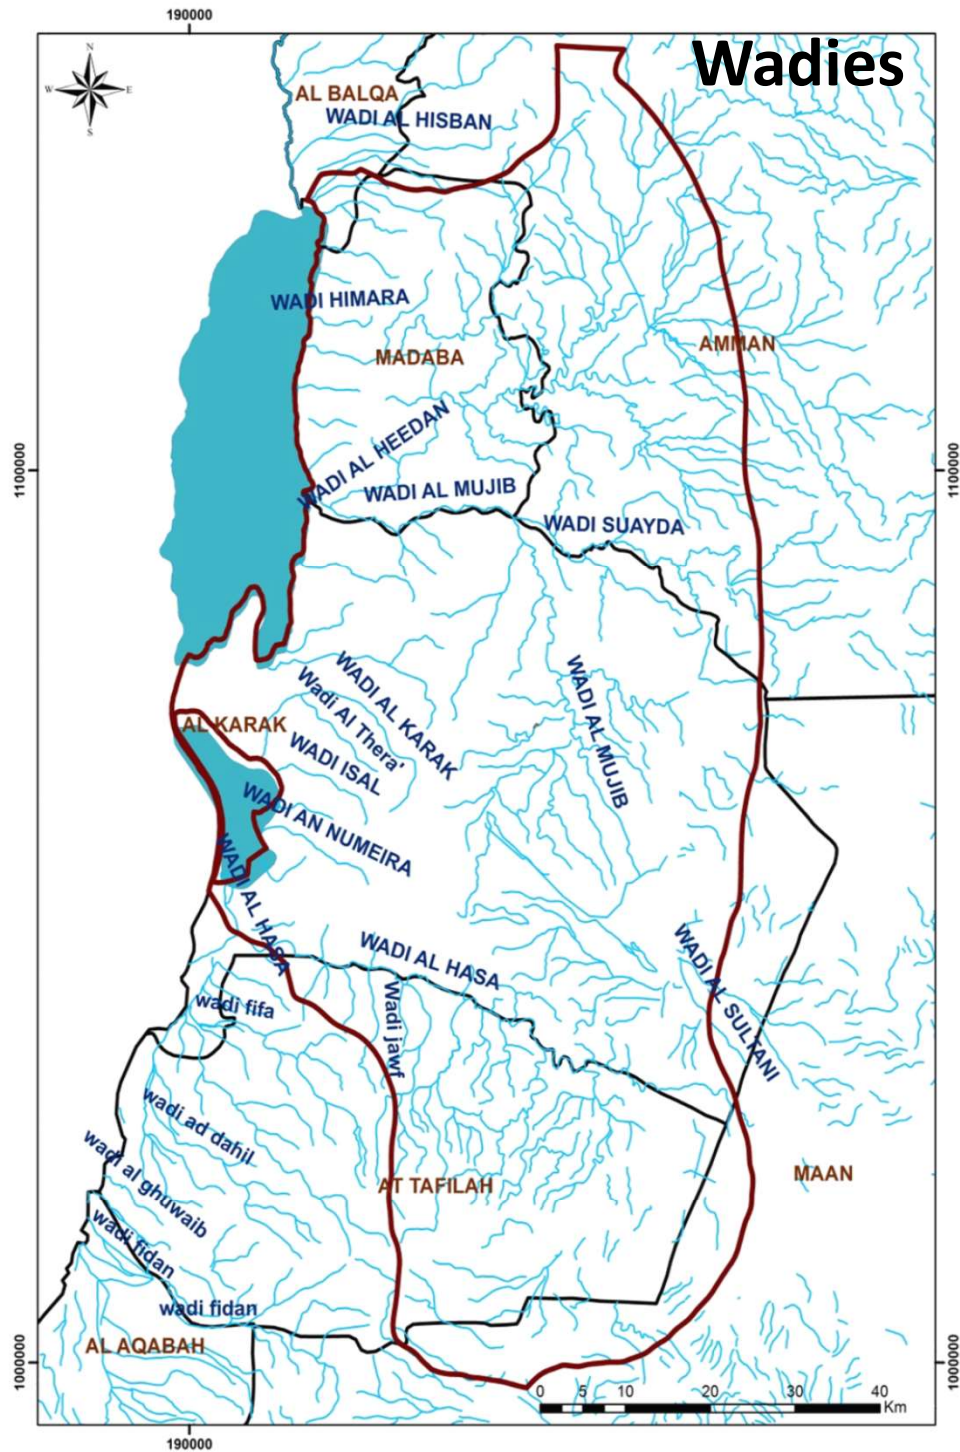 190000
Wadies
N
W
E
S
AL BALQA
WADI AL HISBAN
WADI HIMARA
AMMAN
MADABA
WADI AL HEEDAN
1100000
1100000
WADI AL MUJIB
WADI SUAYDA
WADI AL KARAK
Wadi Al Thera'
WADI AL MUJIB
AL KARAK
WADI ISAL
WADI AN NUMEIRA
WADI AL HASA
WADI AL HASA
WADI AL SULTANI
wadi fifa
Wadi jawf
wadi ad dahil
wadi al ghuwaib
AT TAFILAH
MAAN
wadi fidan
wadi fidan
AL AQABAH
1000000
1000000
0 5 10 20 30 40
Km
190000